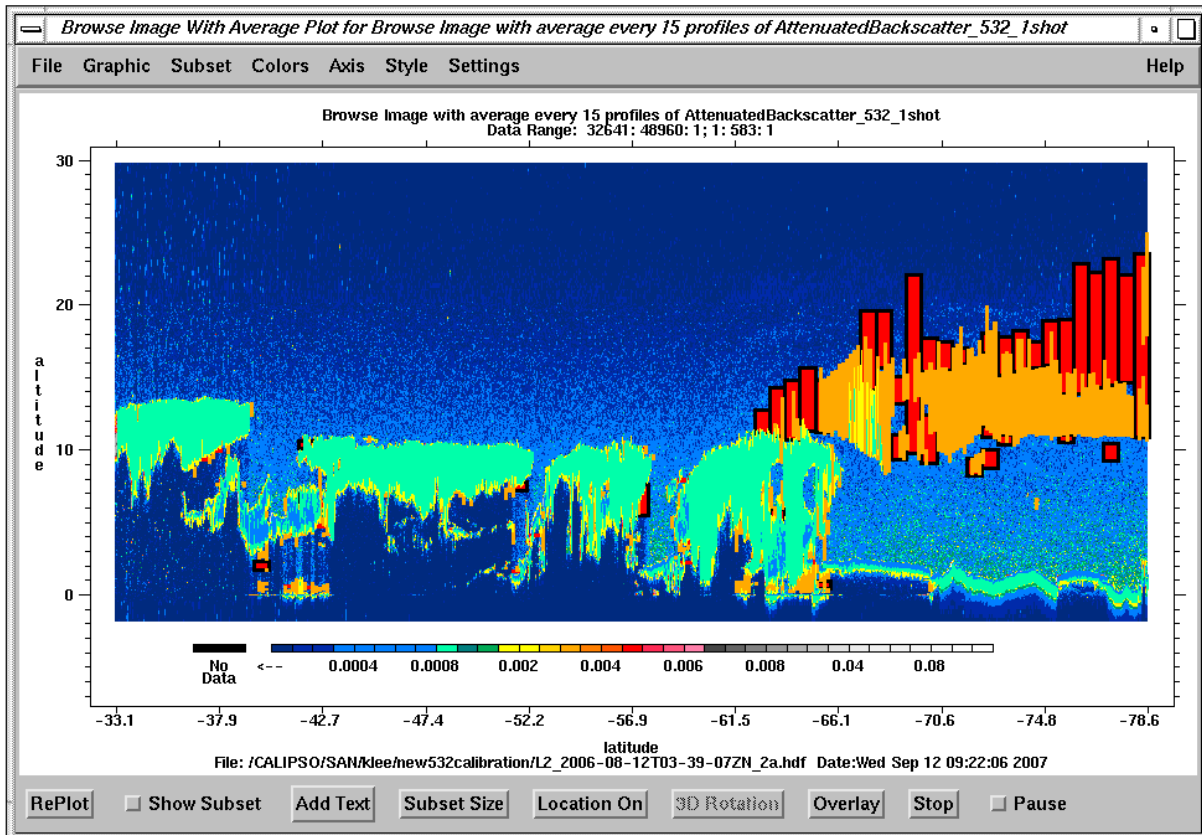 Browse Image With Average Plot for Browse Image with average every 15 profiles of AttenuatedBackscatter_532_1shot
File Graphic Subset Colors Axis Style Settings Help
Browse Image with average every 15 profiles of AttenuatedBackscatter_532_1shot
Data Range: 32641: 48960: 1; 1: 583: 1
30
20
10
0
altitude
No Data <-- 0.0004 0.0008 0.002 0.004 0.006 0.008 0.04 0.08
-33.1 -37.9 -42.7 -47.4 -52.2 -56.9 -61.5 -66.1 -70.6 -74.8 -78.6
latitude
File: /CALIPSO/SAN/klee/new532calibration/L2_2006-08-12T03-39-07ZN_2a.hdf Date:Wed Sep 12 09:22:06 2007
RePlot Show Subset Add Text Subset Size Location On 3D Rotation Overlay Stop Pause